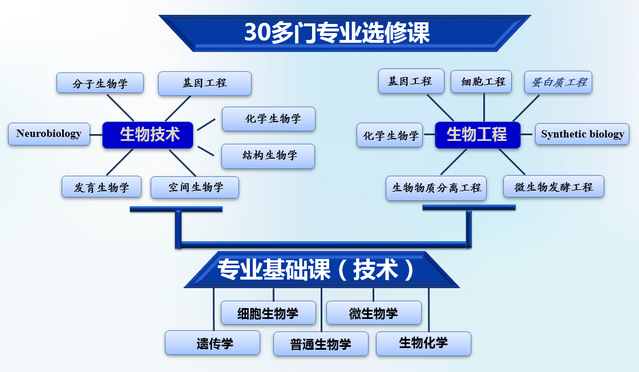 30多门专业选修课
分子生物学
基因工程
化学生物学
Neurobiology
生物技术
结构生物学
发育生物学
空间生物学
基因工程
细胞工程
蛋白质工程
化学生物学
生物工程
Synthetic biology
生物物质分离工程
微生物发酵工程
专业基础课（技术）
细胞生物学
微生物学
遗传学
普通生物学
生物化学